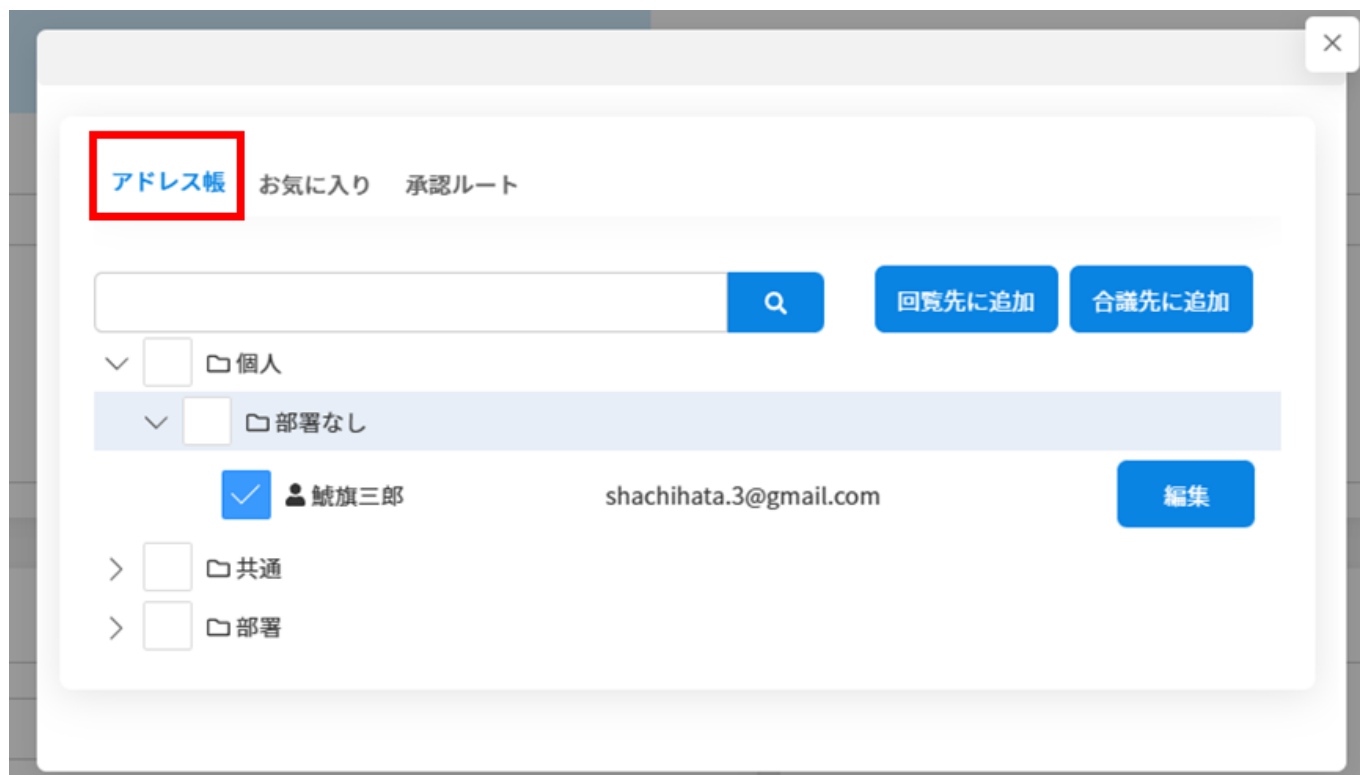 アドレス帳 お気に入り 承認ルート
回覧先に追加 合議先に追加
個人
部署なし
鯱旗三郎 shachihata.3@gmail.com 編集
共通
部署